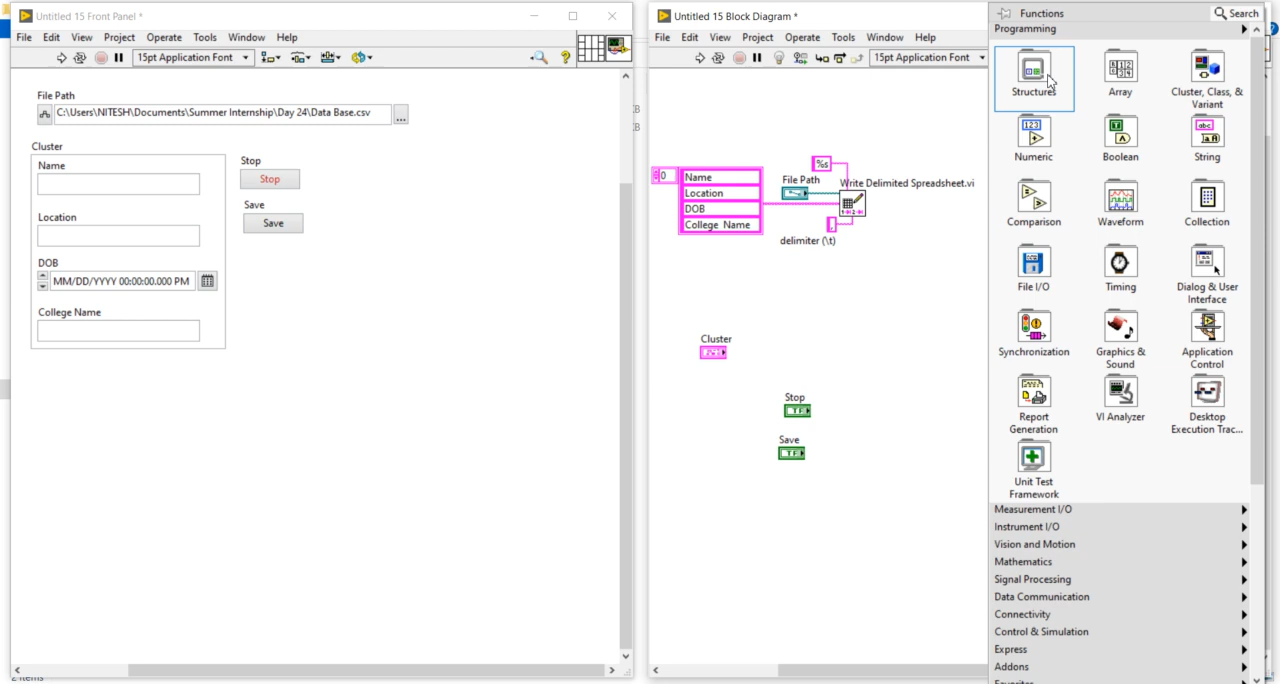 Untitled 15 Front Panel *
File Edit View Project Operate Tools Window Help
15pt Application Font
File Path
C:\Users\NITESH\Documents\Summer Internship\Day 24\Data Base.csv
...
Cluster
Name
Location
DOB
MM/DD/YYYY 00:00:00.000 PM
College Name
Stop
Stop
Save
Save
2 items
Untitled 15 Block Diagram *
File Edit View Project Operate Tools Window Help
15pt Application Font
0
Name
Location
DOB
College Name
File Path
%s
Write Delimited Spreadsheet.vi
,
delimiter (\t)
Cluster
Stop
TF
Save
TF
Functions
Search
Programming
Structures
Array
Cluster, Class, &
Variant
Numeric
Boolean
String
Comparison
Waveform
Collection
File I/O
Timing
Dialog & User
Interface
Synchronization
Graphics &
Sound
Application
Control
Report
Generation
VI Analyzer
Desktop
Execution Trac...
Unit Test
Framework
Measurement I/O
Instrument I/O
Vision and Motion
Mathematics
Signal Processing
Data Communication
Connectivity
Control & Simulation
Express
Addons
Favorites